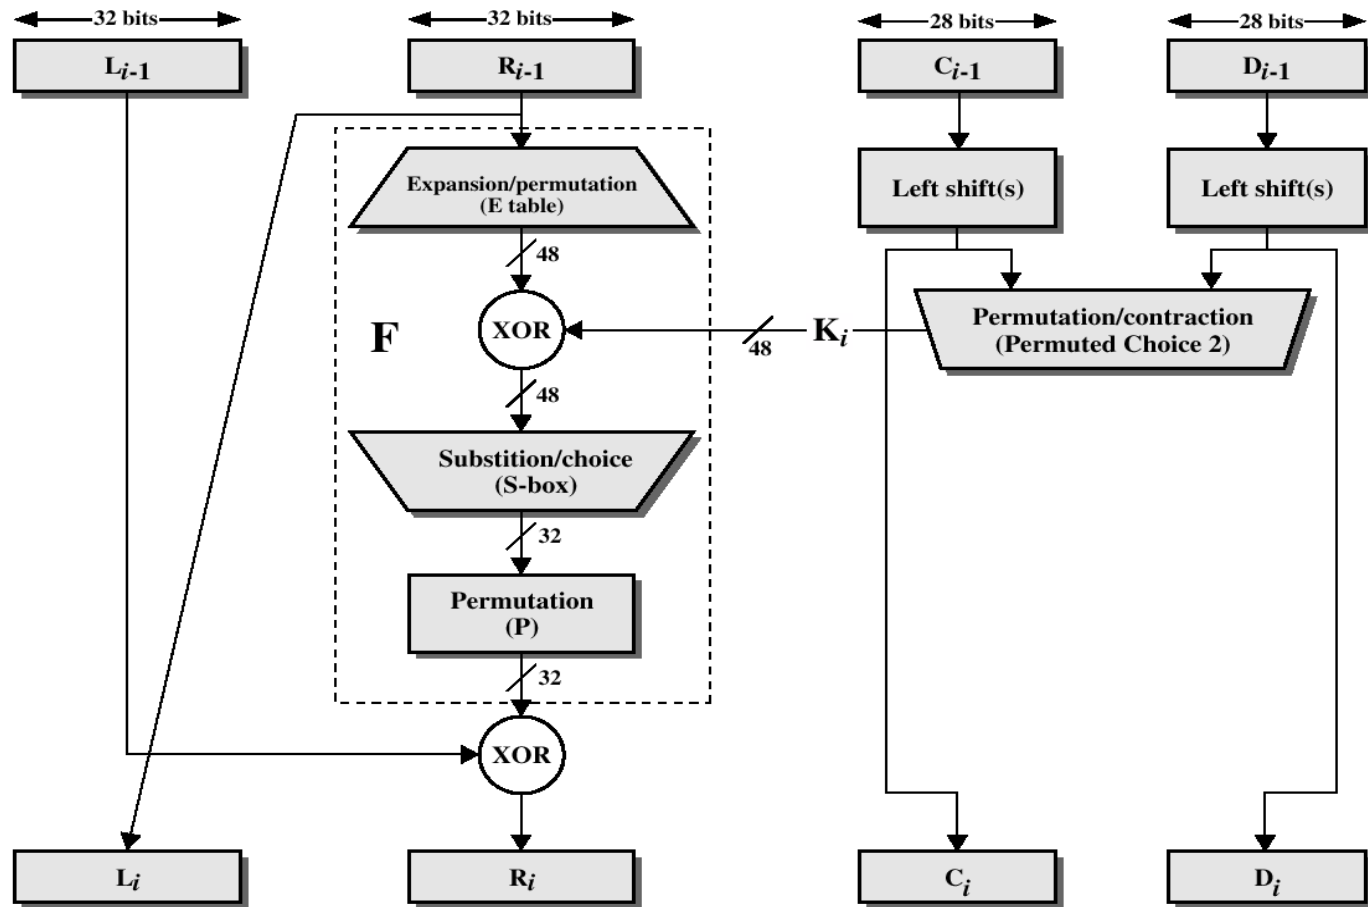 32 bits
32 bits
28 bits
28 bits
Li-1
Ri-1
Ci-1
Di-1
Expansion/permutation
(E table)
Left shift(s)
Left shift(s)
48
F
XOR
48
Ki
Permutation/contraction
(Permuted Choice 2)
48
Substition/choice
(S-box)
32
Permutation
(P)
32
XOR
Li
Ri
Ci
Di